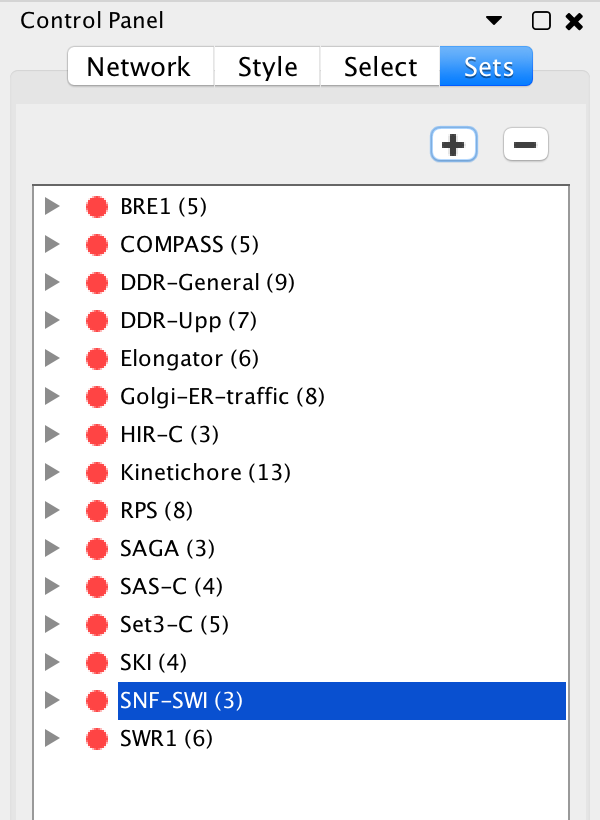 Control Panel
Network Style Select Sets
BRE1 (5)
COMPASS (5)
DDR-General (9)
DDR-Upp (7)
Elongator (6)
Golgi-ER-traffic (8)
HIR-C (3)
Kinetichore (13)
RPS (8)
SAGA (3)
SAS-C (4)
Set3-C (5)
SKI (4)
SNF-SWI (3)
SWR1 (6)